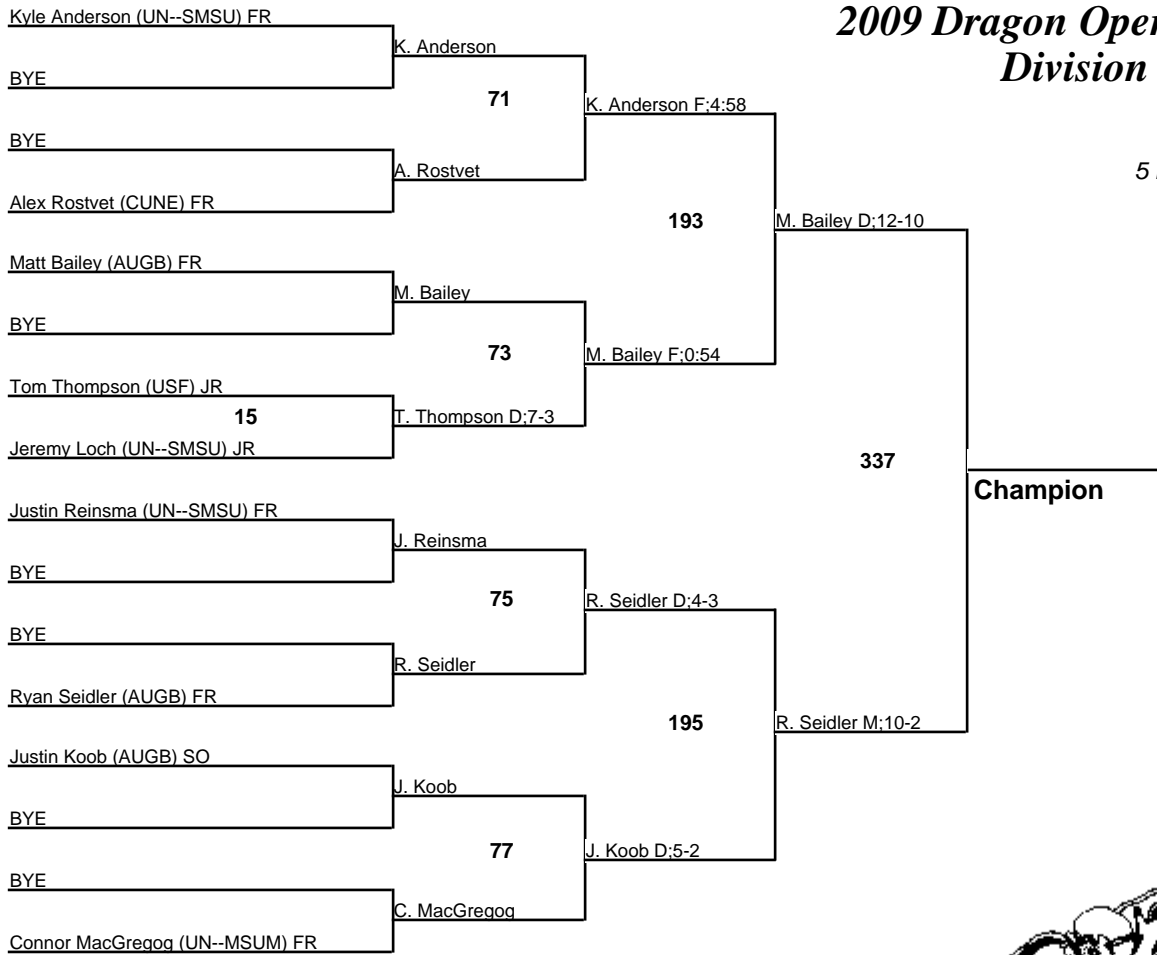 Kyle Anderson (UN--SMSU) FR
2009 Dragon Open
Division
K. Anderson
BYE
71
K. Anderson F;4:58
BYE
5
A. Rostvet
Alex Rostvet (CUNE) FR
193
M. Bailey D;12-10
Matt Bailey (AUGB) FR
M. Bailey
BYE
73
M. Bailey F;0:54
Tom Thompson (USF) JR
15
T. Thompson D;7-3
Jeremy Loch (UN--SMSU) JR
337
Champion
Justin Reinsma (UN--SMSU) FR
J. Reinsma
BYE
75
R. Seidler D;4-3
BYE
R. Seidler
Ryan Seidler (AUGB) FR
195
R. Seidler M;10-2
Justin Koob (AUGB) SO
J. Koob
BYE
77
J. Koob D;5-2
BYE
C. MacGregog
Connor MacGregog (UN--MSUM) FR